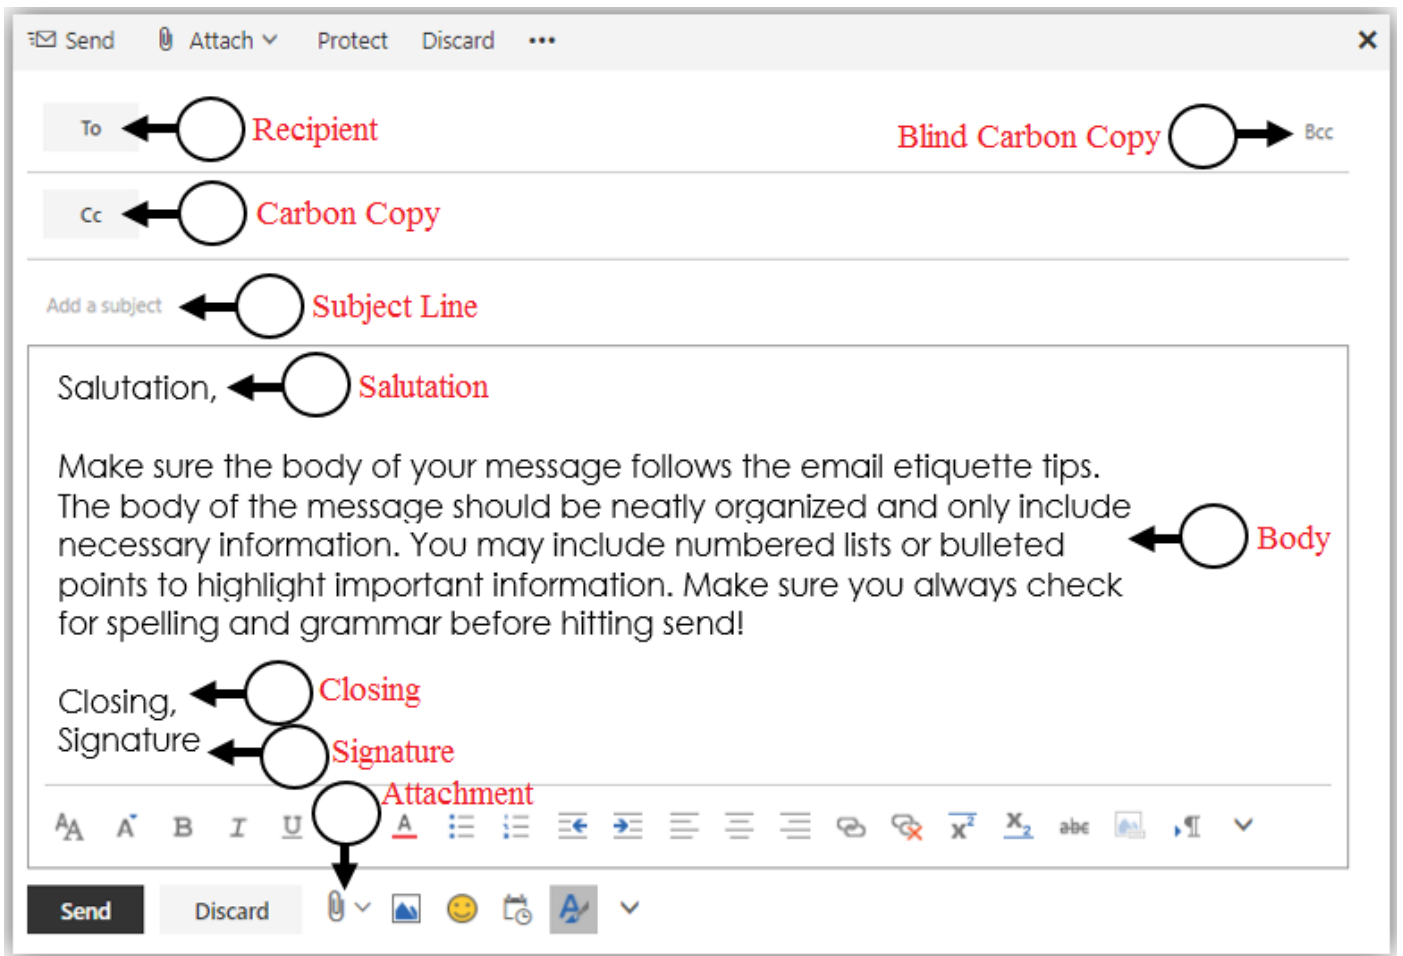 Send Attach Protect Discard •••
To Recipient Blind Carbon Copy Bcc
Cc Carbon Copy
Add a subject Subject Line
Salutation, Salutation
Make sure the body of your message follows the email etiquette tips.
The body of the message should be neatly organized and only include
necessary information. You may include numbered lists or bulleted
points to highlight important information. Make sure you always check
for spelling and grammar before hitting send!
Body
Closing, Closing
Signature Signature
Attachment
AA A B I U A x² X₂ abc ¶
Send Discard A